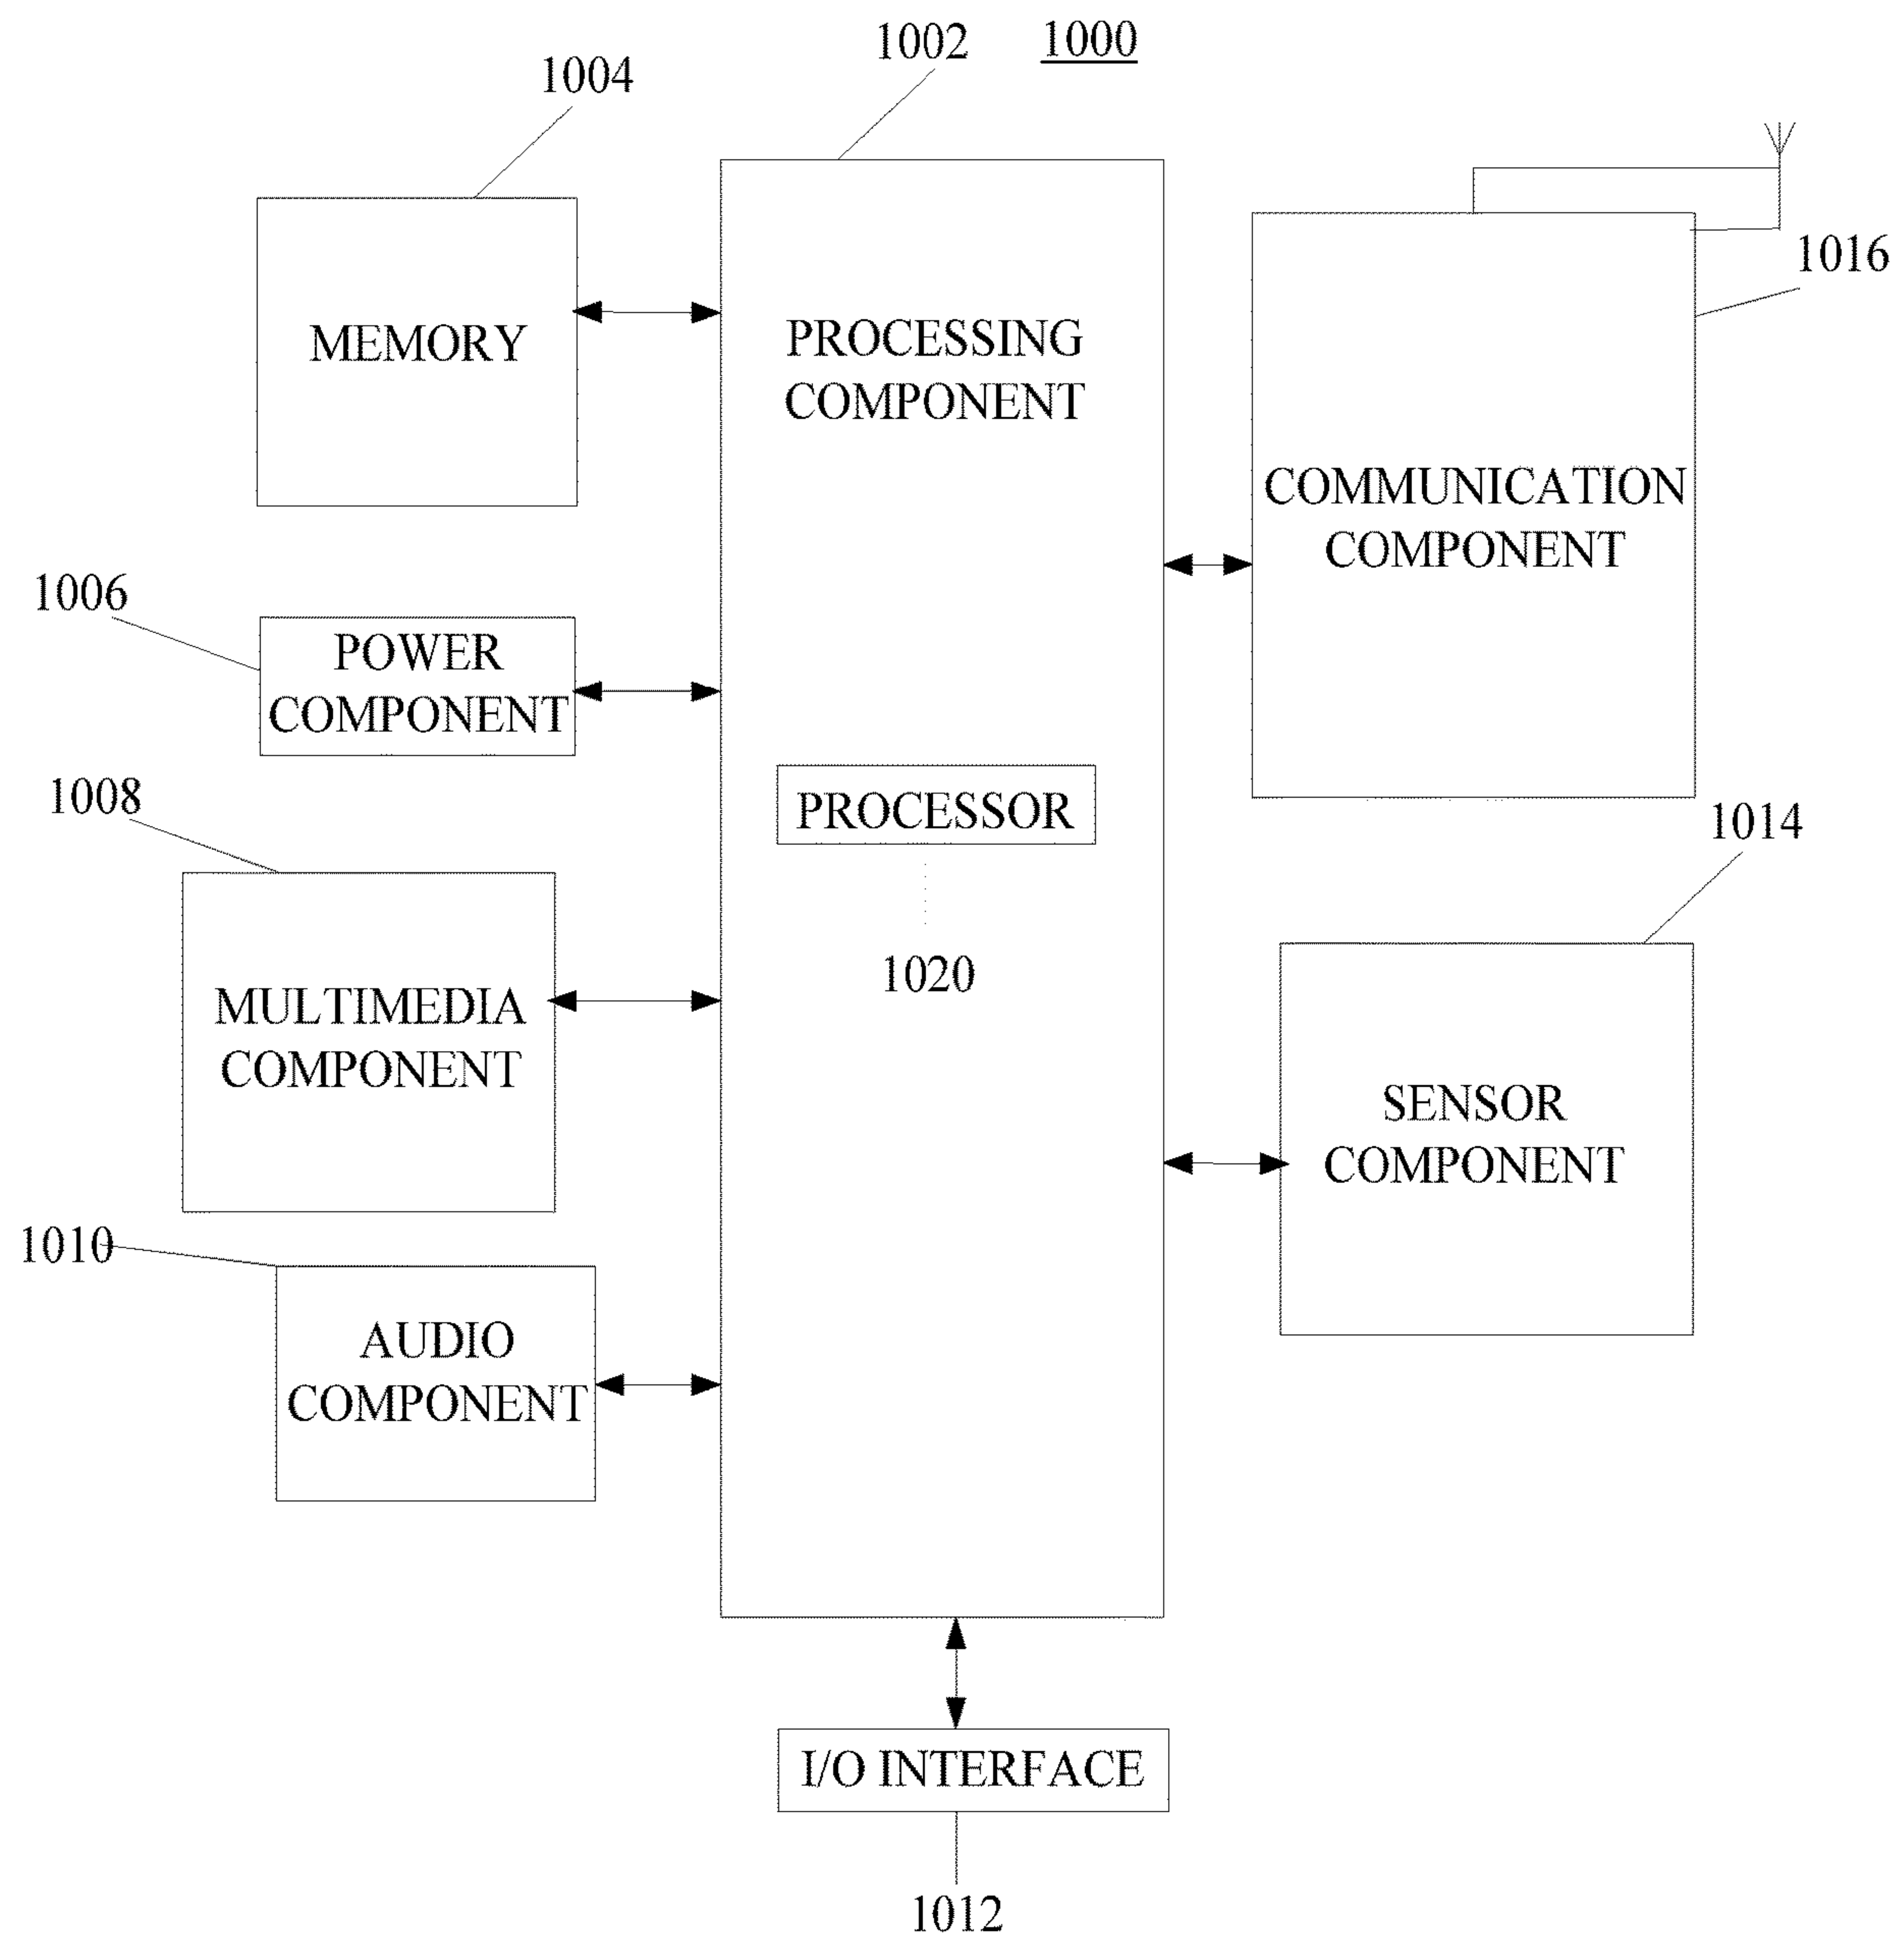 1002
1000
1004
1016
MEMORY
PROCESSING
COMPONENT
COMMUNICATION
COMPONENT
1006
POWER
COMPONENT
1008
PROCESSOR
1014
1020
MULTIMEDIA
COMPONENT
SENSOR
COMPONENT
1010
AUDIO
COMPONENT
I/O INTERFACE
1012